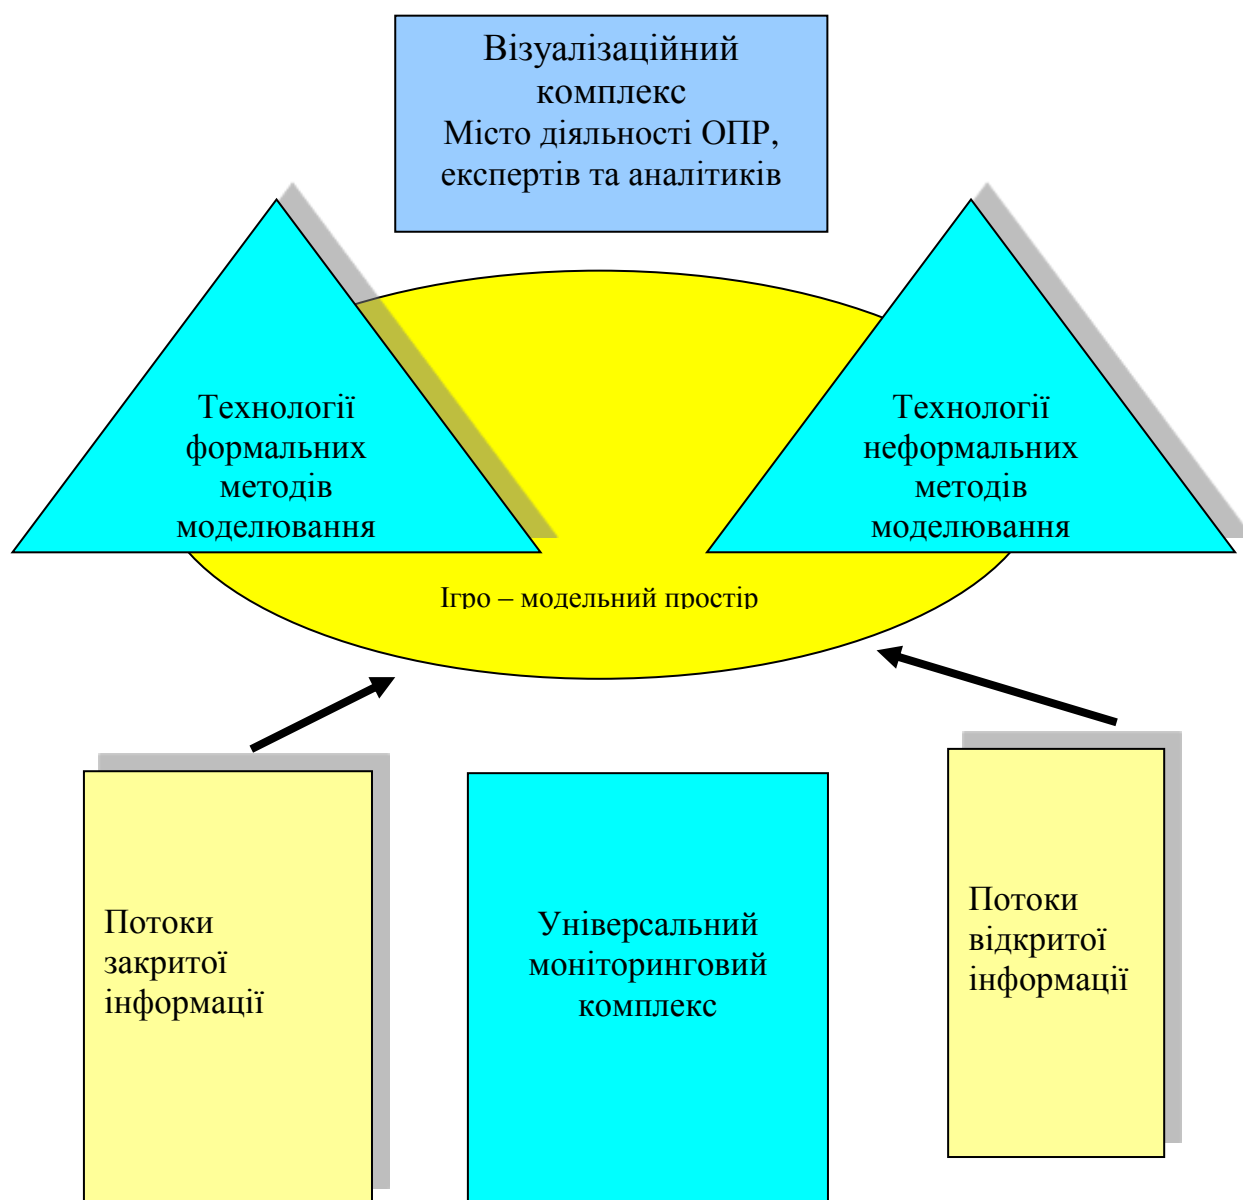 Візуалізаційний
комплекс
Місто діяльності ОПР,
експертів та аналітиків
Технології
формальних
методів
моделювання
Технології
неформальних
методів
моделювання
Ігро – модельний простір
Потоки
закритої
інформації
Універсальний
моніторинговий
комплекс
Потоки
відкритої
інформації